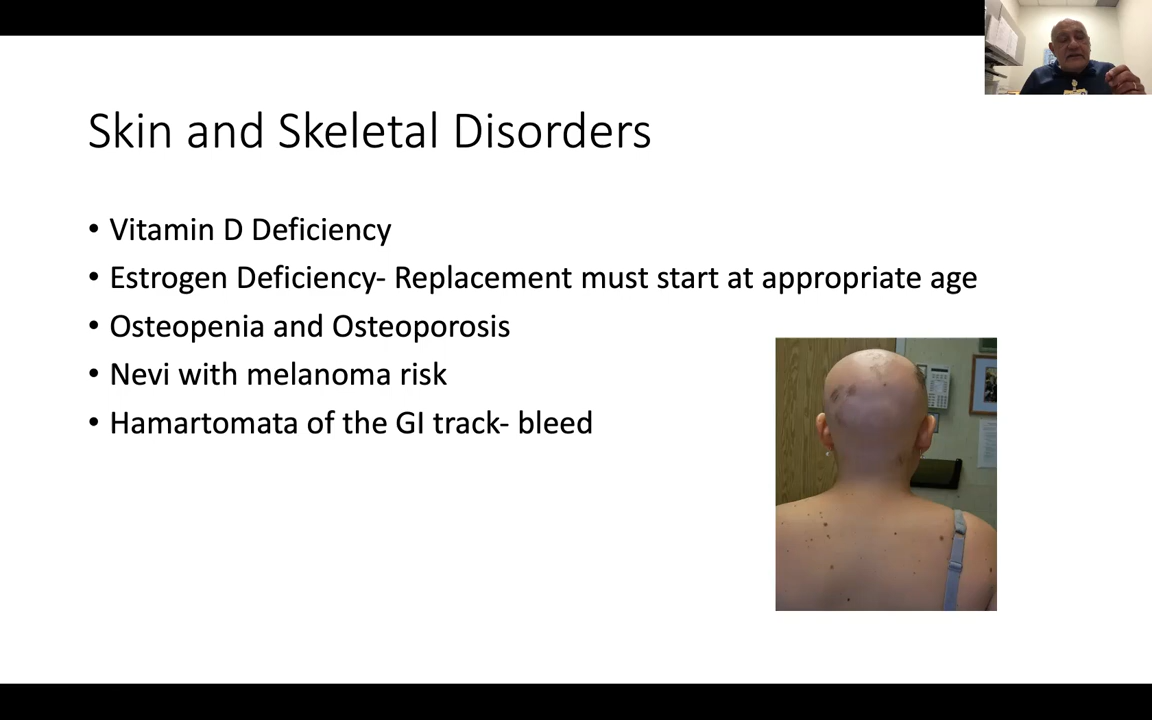 Skin and Skeletal Disorders
• Vitamin D Deficiency
• Estrogen Deficiency- Replacement must start at appropriate age
• Osteopenia and Osteoporosis
• Nevi with melanoma risk
• Hamartomata of the GI track- bleed